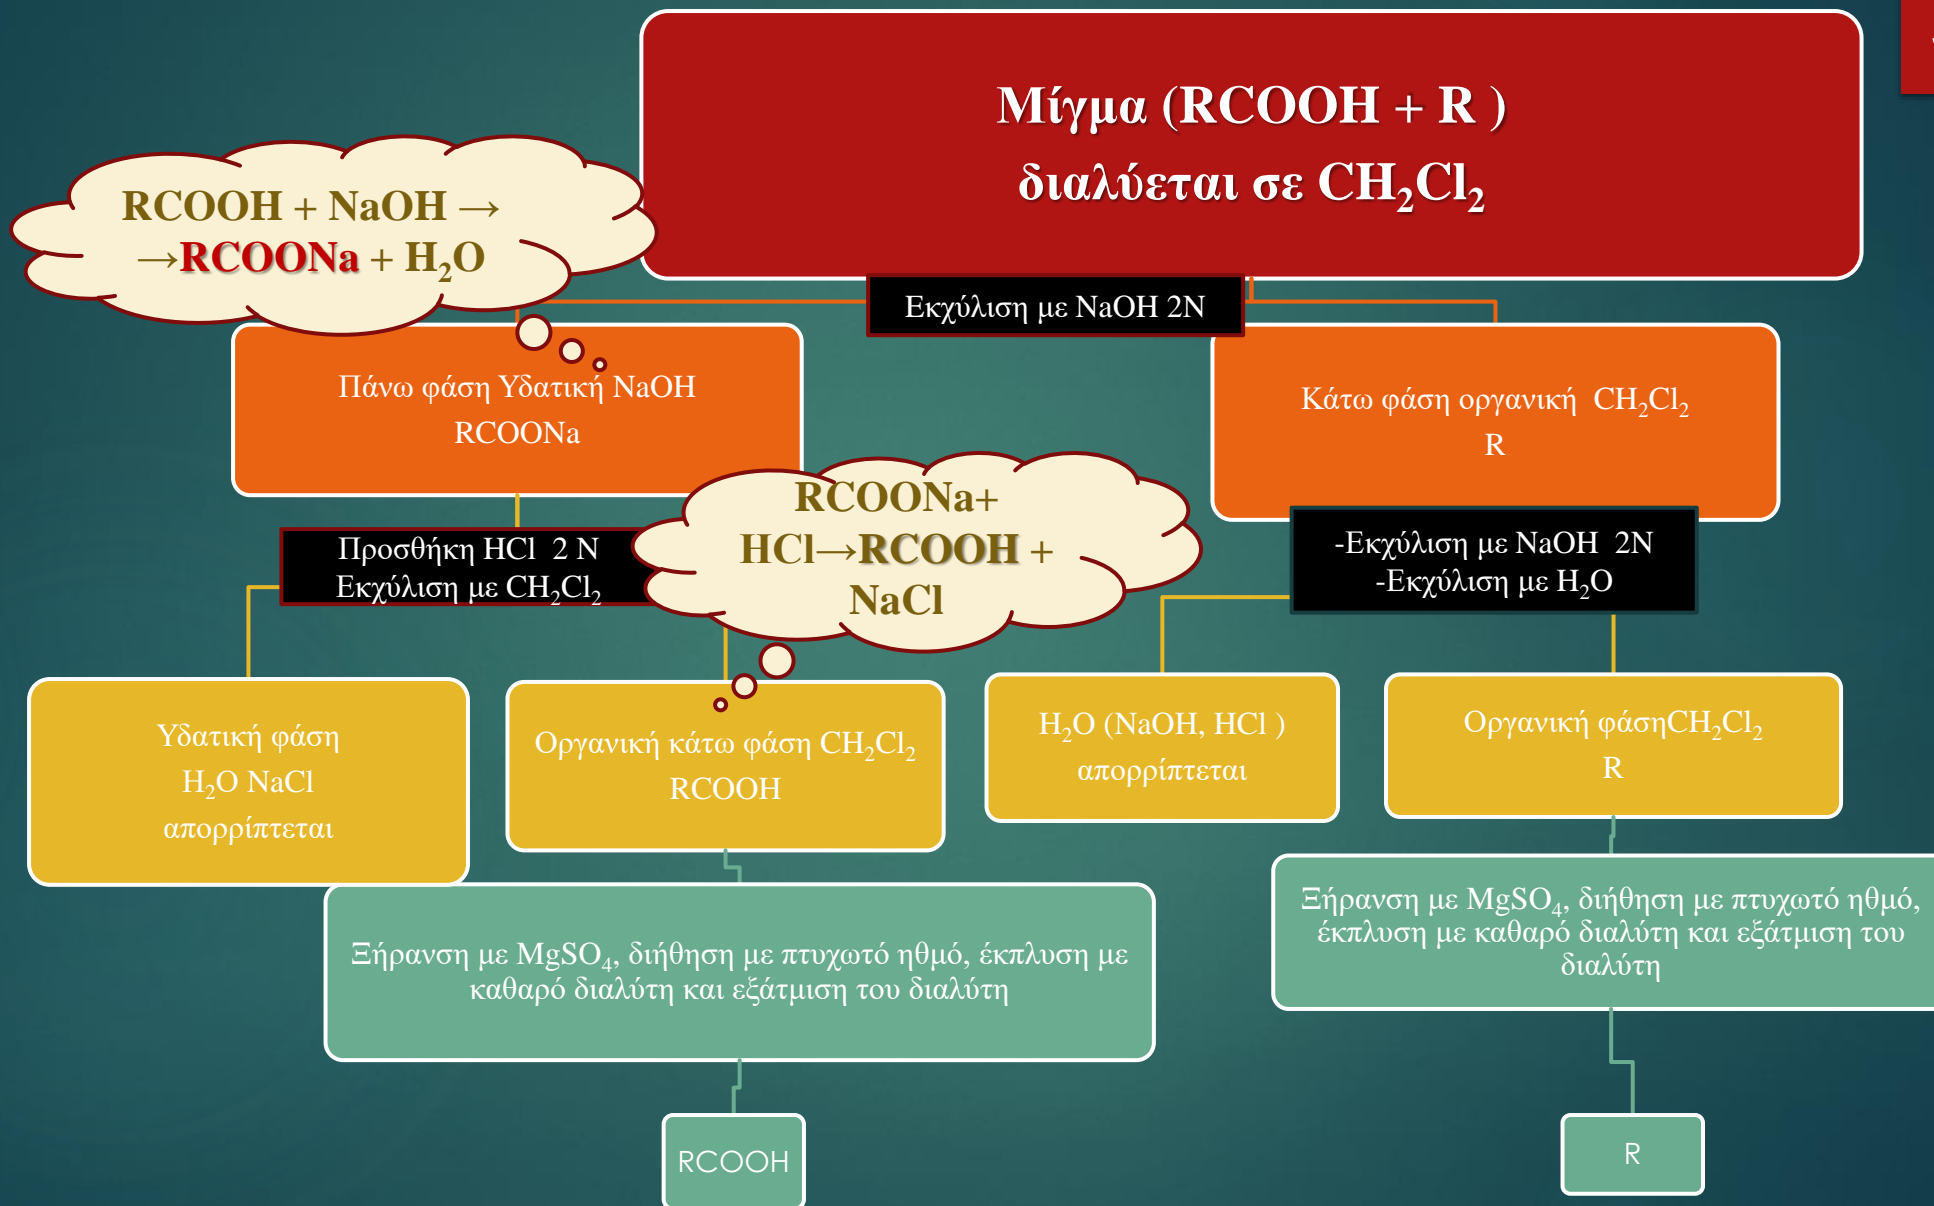 Μίγμα (RCOOH + R )
διαλύεται σε CH₂Cl₂
RCOOH + NaOH →
→RCOONa + H₂O
Εκχύλιση με NaOH 2N
Πάνω φάση Υδατική NaOH
RCOONa
Κάτω φάση οργανική CH₂Cl₂
R
Προσθήκη HCl 2 N
Εκχύλιση με CH₂Cl₂
RCOONa+
HCl→RCOOH +
NaCl
-Εκχύλιση με NaOH 2N
-Εκχύλιση με H₂O
Υδατική φάση
H₂O NaCl
απορρίπτεται
Οργανική κάτω φάση CH₂Cl₂
RCOOH
H₂O (NaOH, HCl )
απορρίπτεται
Οργανική φάσηCH₂Cl₂
R
Ξήρανση με MgSO₄, διήθηση με πτυχωτό ηθμό, έκπλυση με
καθαρό διαλύτη και εξάτμιση του διαλύτη
Ξήρανση με MgSO₄, διήθηση με πτυχωτό ηθμό,
έκπλυση με καθαρό διαλύτη και εξάτμιση του
διαλύτη
RCOOH
R